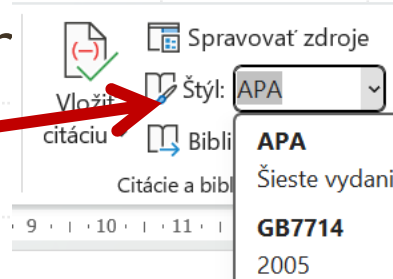 Spravovať zdroje
Vložiť
citáciu
Štýl: APA
Bibli
APA
Šieste vydani
Citácie a bibl
GB7714
2005
9 10 11